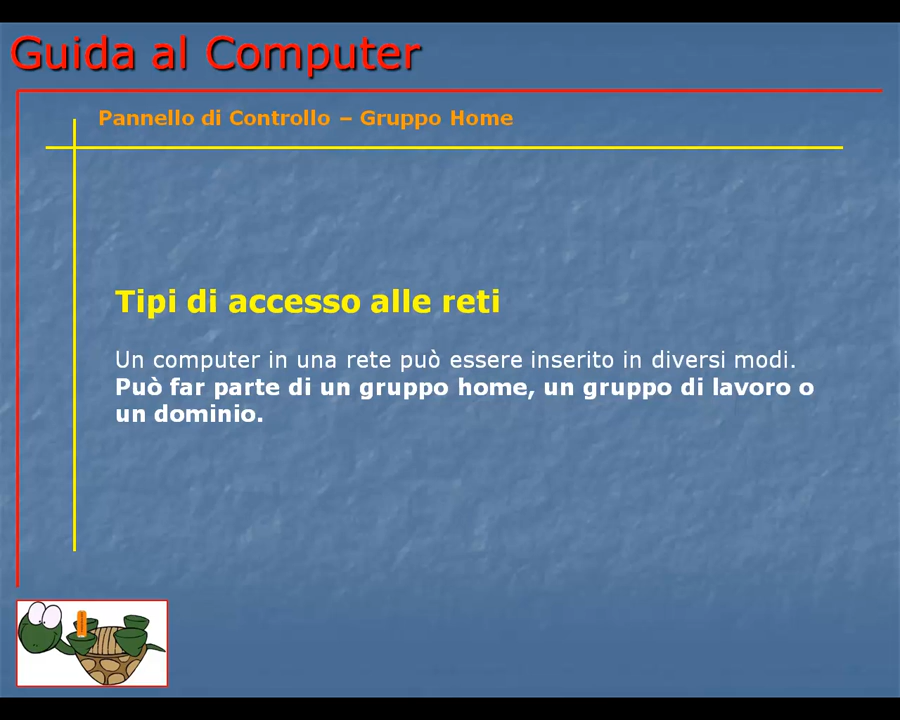 Guida al Computer
Pannello di Controllo – Gruppo Home
Tipi di accesso alle reti
Un computer in una rete può essere inserito in diversi modi.
Può far parte di un gruppo home, un gruppo di lavoro o
un dominio.